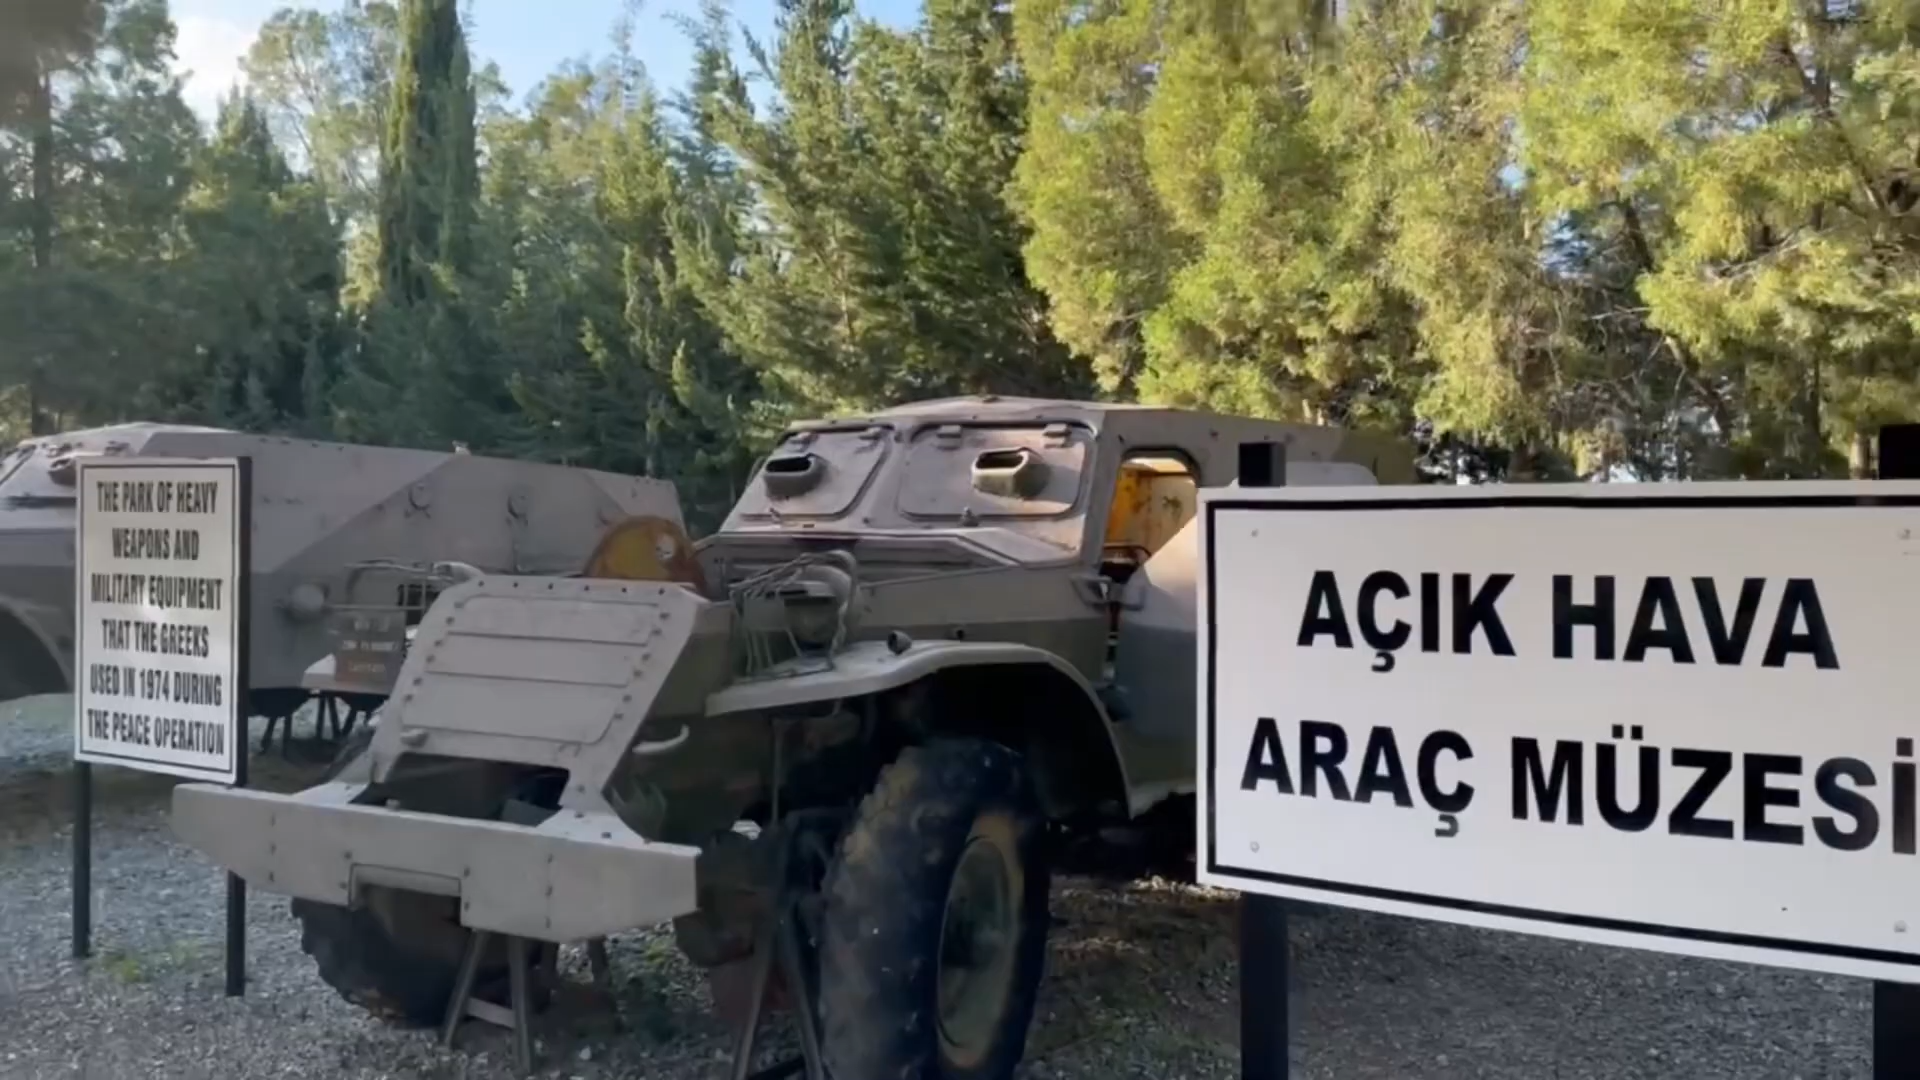 THE PARK OF HEAVY
WEAPONS AND
MILITARY EQUIPMENT
THAT THE GREEKS
USED IN 1974 DURING
THE PEACE OPERATION
AÇIK HAVA
ARAÇ MÜZESİ